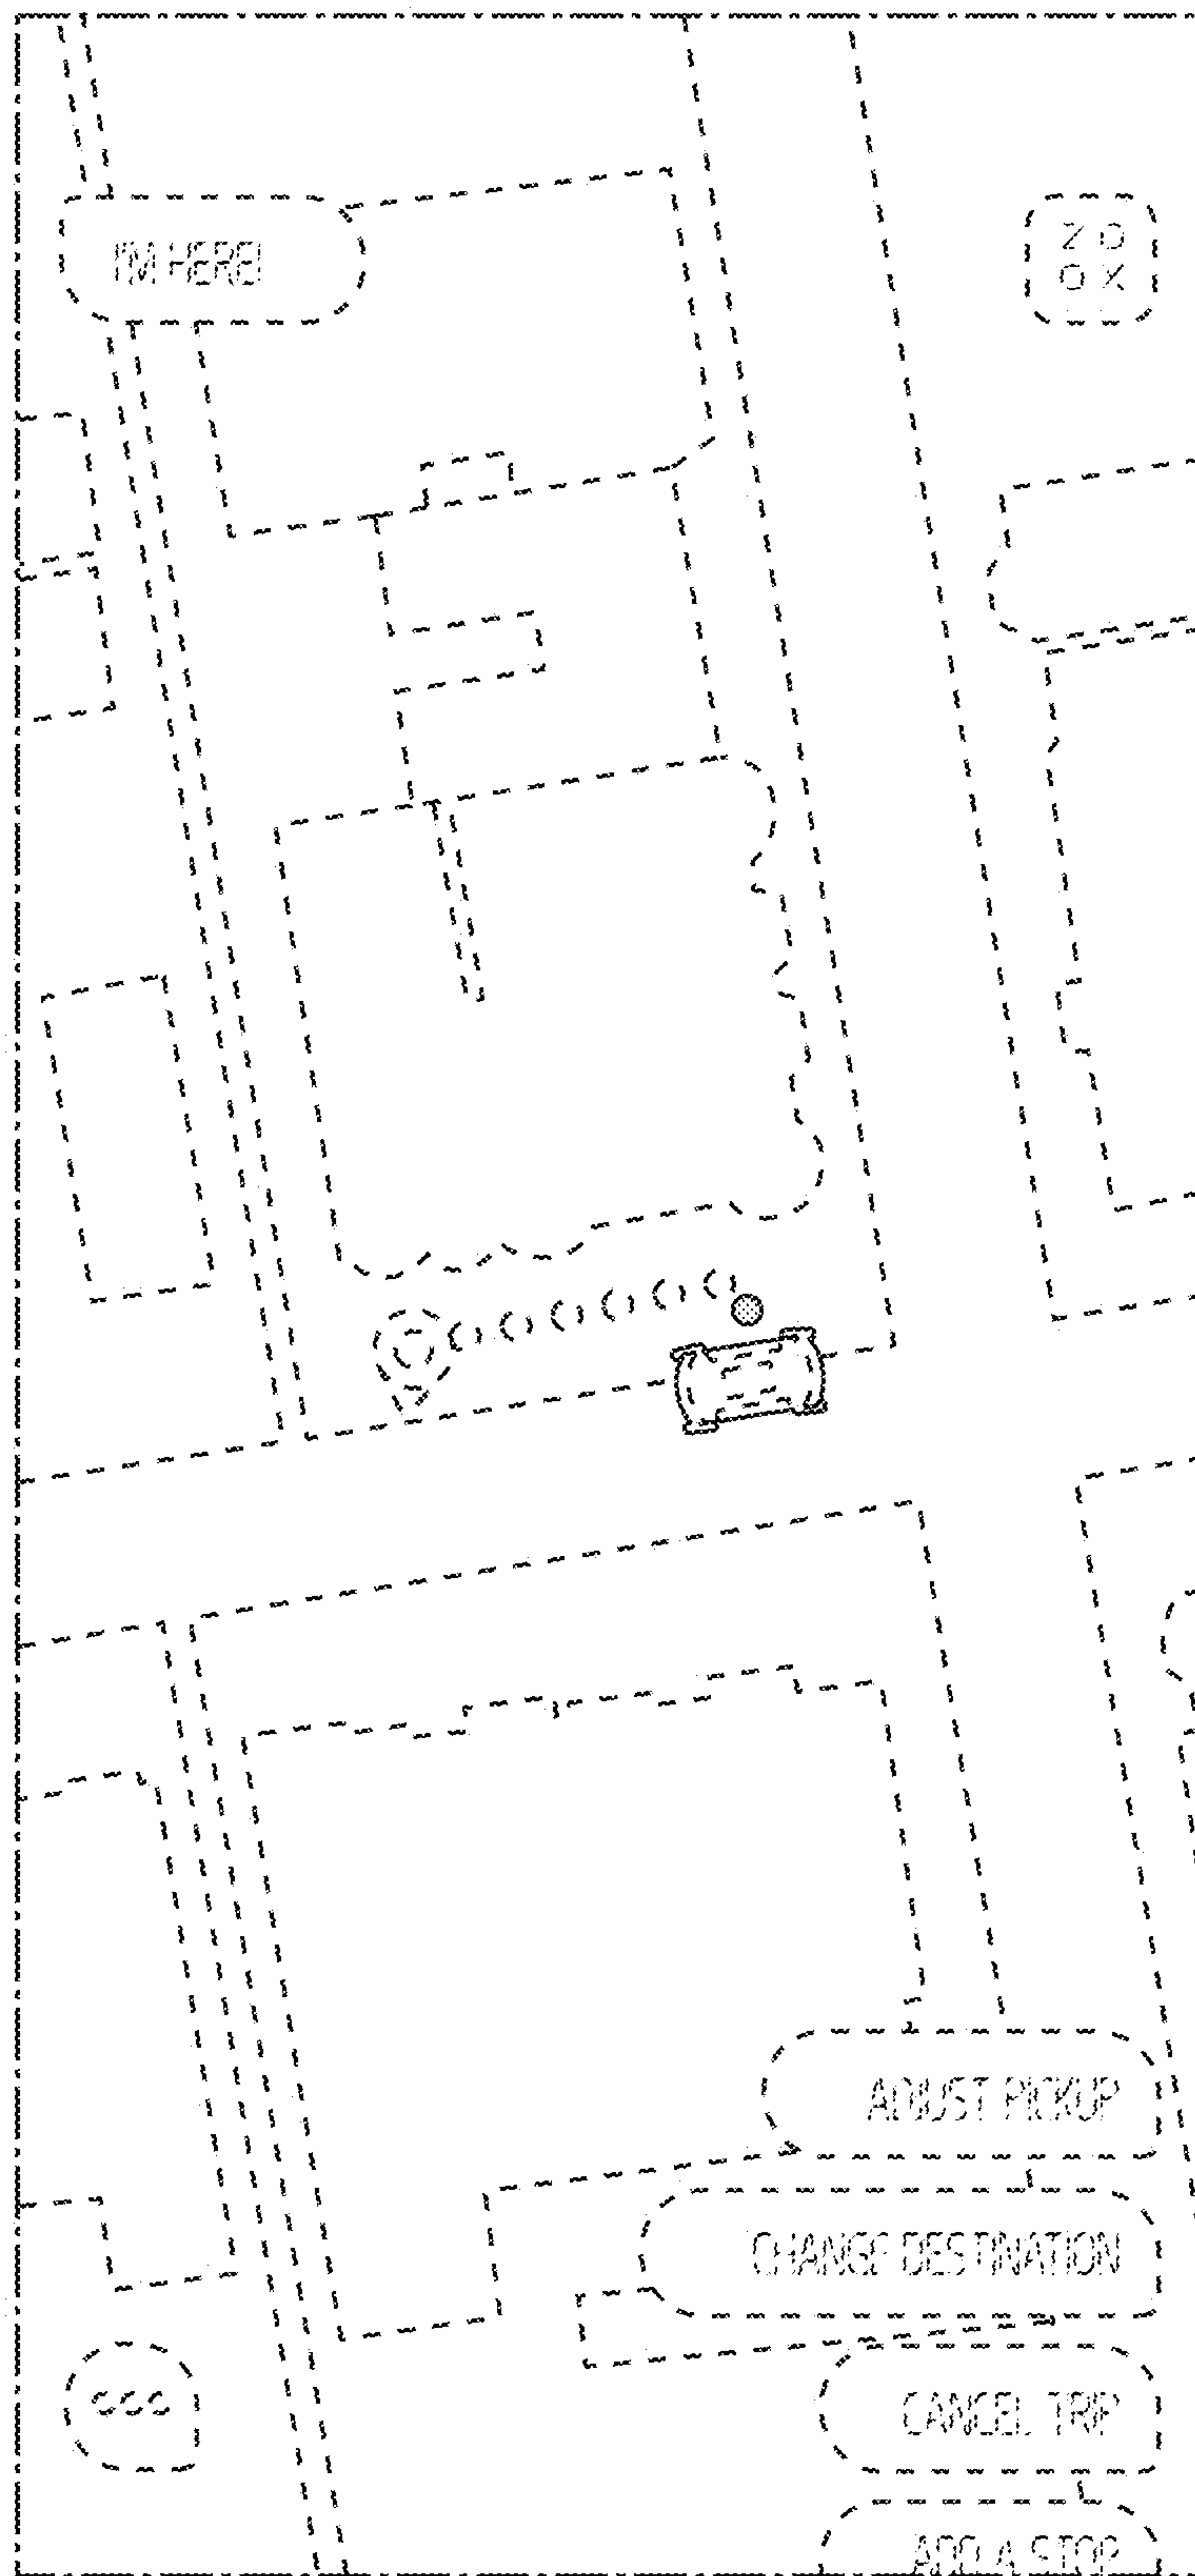 I'M HERE!
Z O
O X
ADJUST PICKUP
CHANGE DESTINATION
CANCEL TRIP
ADD A STOP